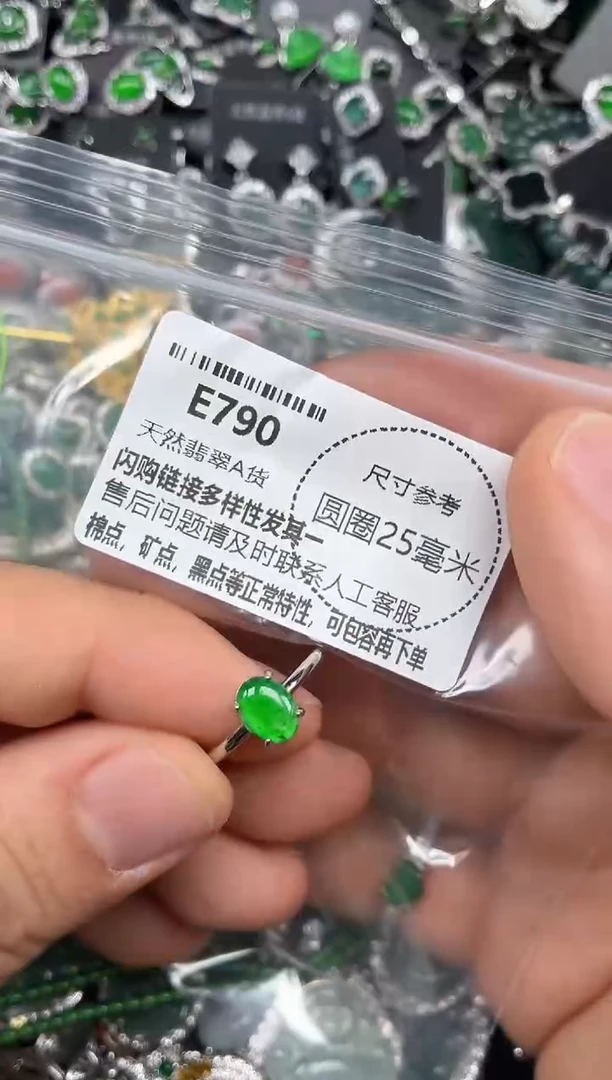 E790
天然翡翠A货
闪购链接多样性发其一
售后问题请及时联系人工客服
棉点，矿点，黑点等正常特性，可包容再下单
尺寸参考
圆圈25毫米